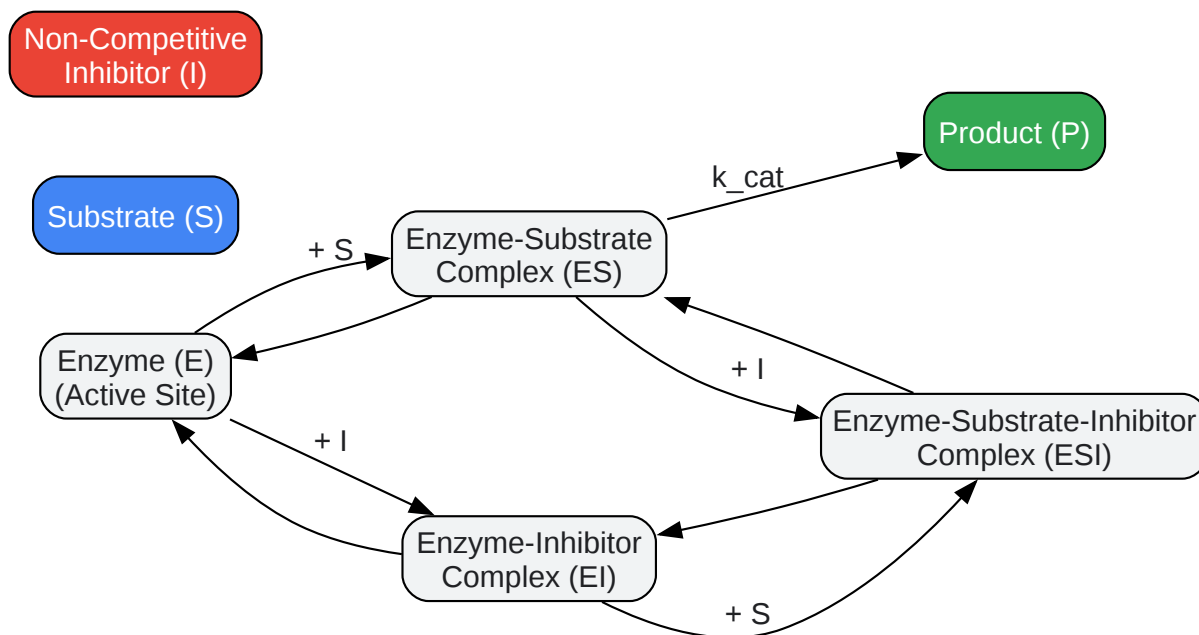 Non-Competitive
Inhibitor (I)
Product (P)
k_cat
Substrate (S)
+ S
Enzyme-Substrate
Complex (ES)
Enzyme (E)
(Active Site)
+ I
Enzyme-Substrate-Inhibitor
Complex (ESI)
+ I
Enzyme-Inhibitor
Complex (EI)
+ S